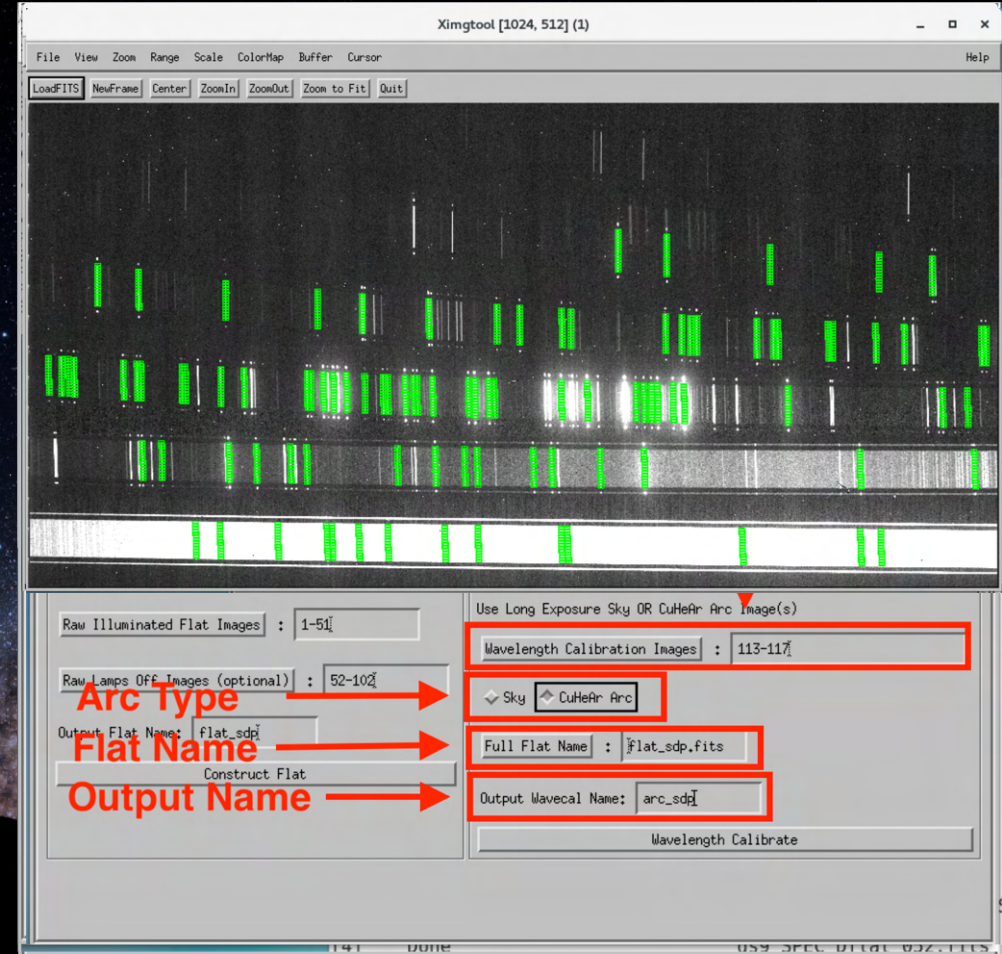 Ximgtool [1024, 512] (1)
File View Zoom Range Scale ColorMap Buffer Cursor Help
LoadFITS NewFrame Center ZoomIn ZoomOut Zoom to Fit Quit
Raw Illuminated Flat Images : 1-51
Raw Lamps Off Images (optional) : 52-102
Arc Type
Output Flat Name: flat_sdp
Flat Name
Construct Flat
Output Name
Use Long Exposure Sky OR CuHeAr Arc Image(s)
Wavelength Calibration Images : 113-117
Sky CuHeAr Arc
Full Flat Name : flat_sdp.fits
Output Wavecal Name: arc_sdp
Wavelength Calibrate